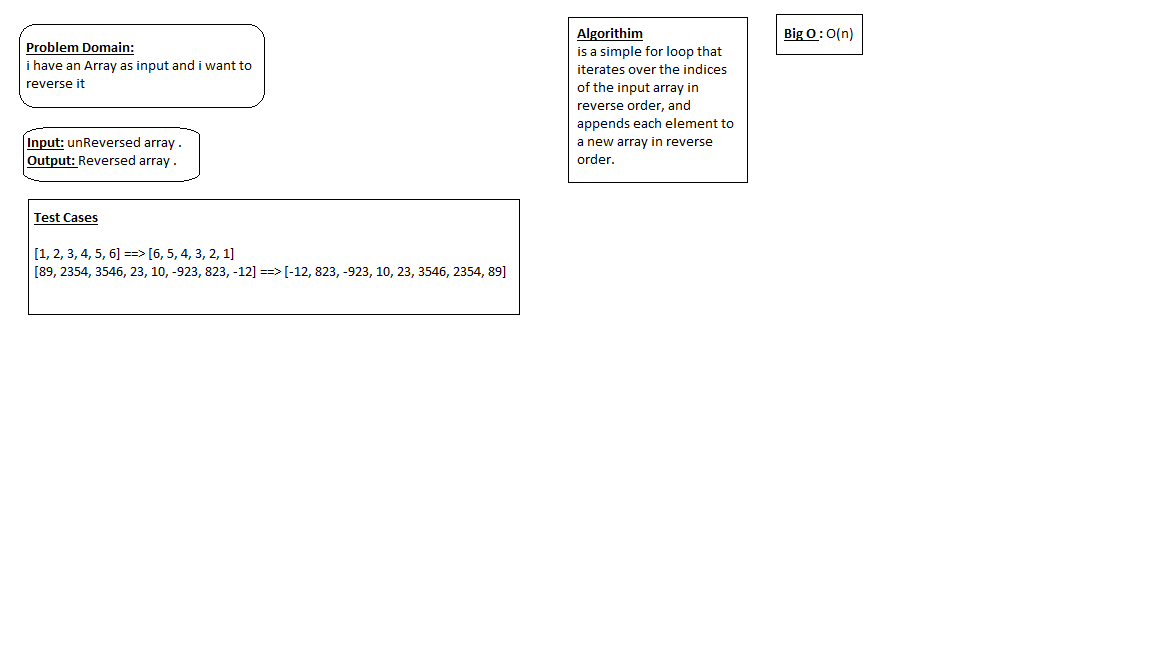 Problem Domain:
i have an Array as input and i want to
reverse it
Input: unReversed array .
Output: Reversed array .
Test Cases
[1, 2, 3, 4, 5, 6] ==> [6, 5, 4, 3, 2, 1]
[89, 2354, 3546, 23, 10, -923, 823, -12] ==> [-12, 823, -923, 10, 23, 3546, 2354, 89]
Algorithim
is a simple for loop that
iterates over the indices
of the input array in
reverse order, and
appends each element to
a new array in reverse
order.
Big O : O(n)